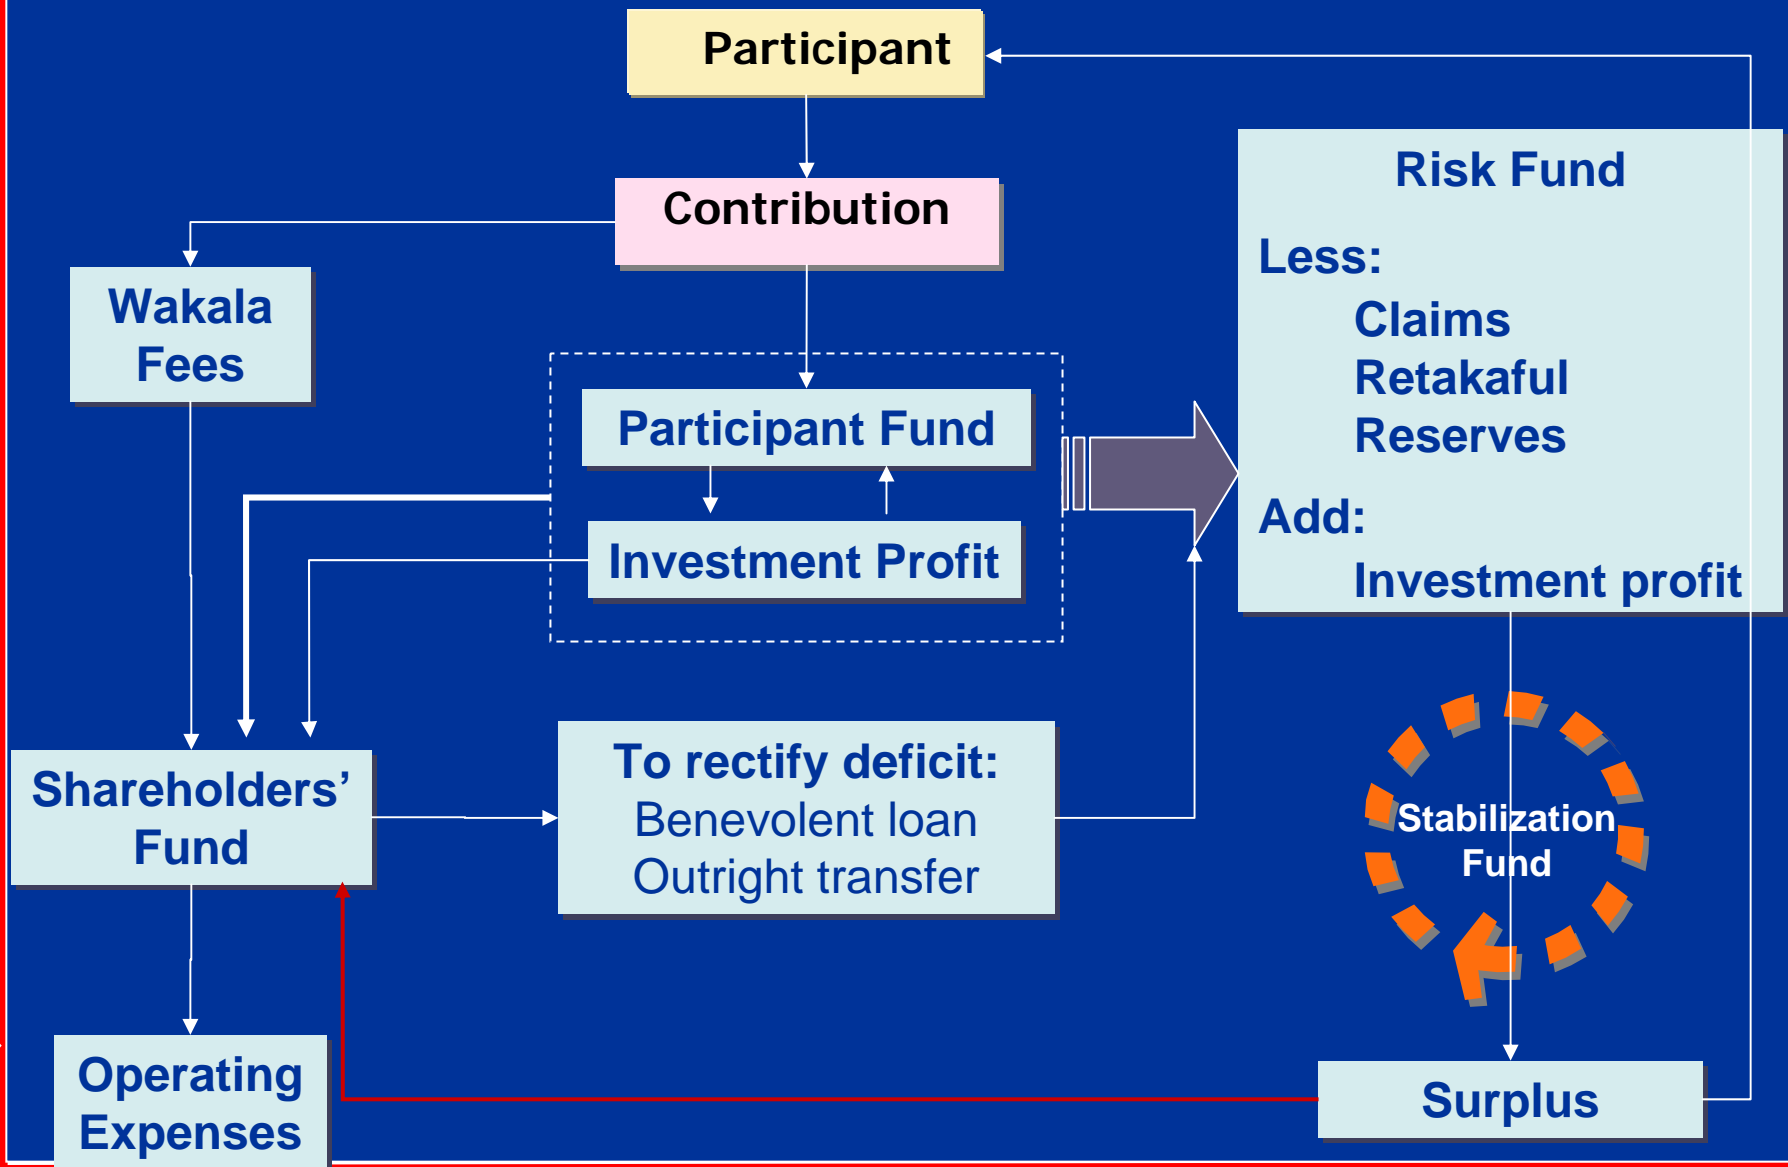 Participant
Contribution
Wakala
Fees
Participant Fund
Investment Profit
Risk Fund
Less:
Claims
Retakaful
Reserves
Add:
Investment profit
Shareholders’
Fund
To rectify deficit:
Benevolent loan
Outright transfer
Stabilization
Fund
Operating
Expenses
Surplus